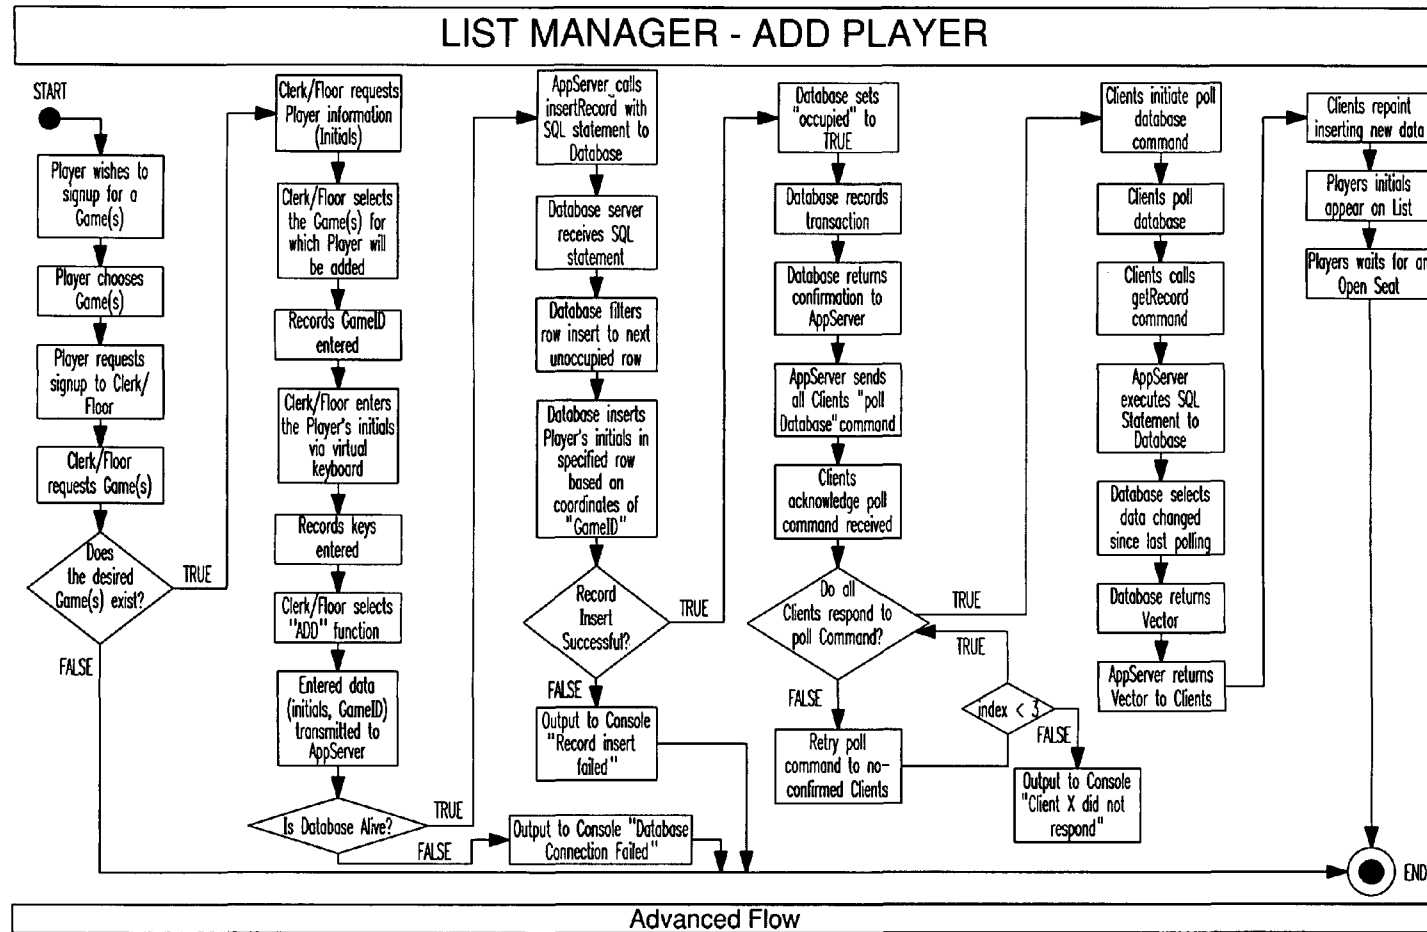 LIST MANAGER - ADD PLAYER
START
Player wishes to
signup for a
Game(s)
Player chooses
Game(s)
Player requests
signup to Clerk/
Floor
Clerk/Floor
requests Game(s)
Does
the desired
Game(s) exist?
TRUE
FALSE
Clerk/Floor requests
Player information
(Initials)
Clerk/Floor selects
the Game(s) for
which Player will
be added
Records GameID
entered
Clerk/Floor enters
the Player's initials
via virtual
keyboard
Records keys
entered
Clerk/Floor selects
"ADD" function
Entered data
(initials, GameID)
transmitted to
AppServer
Is Database Alive?
TRUE
FALSE
Output to Console "Database
Connection Failed"
AppServer calls
insertRecord with
SQL statement to
Database
Database server
receives SQL
statement
Database filters
row insert to next
unoccupied row
Database inserts
Player's initials in
specified row
based on
coordinates of
"GameID"
Record
Insert
Successful?
TRUE
FALSE
Output to Console
"Record insert
failed"
Database sets
"occupied" to
TRUE
Database records
transaction
Database returns
confirmation to
AppServer
AppServer sends
all Clients "poll
Database" command
Clients
acknowledge poll
command received
Do all
Clients respond to
poll Command?
TRUE
TRUE
FALSE
Retry poll
command to no-
confirmed Clients
index < 3
FALSE
Output to Console
"Client X did not
respond"
Clients initiate poll
database
command
Clients poll
database
Clients calls
getRecord
command
AppServer
executes SQL
Statement to
Database
Database selects
data changed
since last polling
Database returns
Vector
AppServer returns
Vector to Clients
Clients repaint
inserting new data
Players initials
appear on List
Players waits for an
Open Seat
END
Advanced Flow